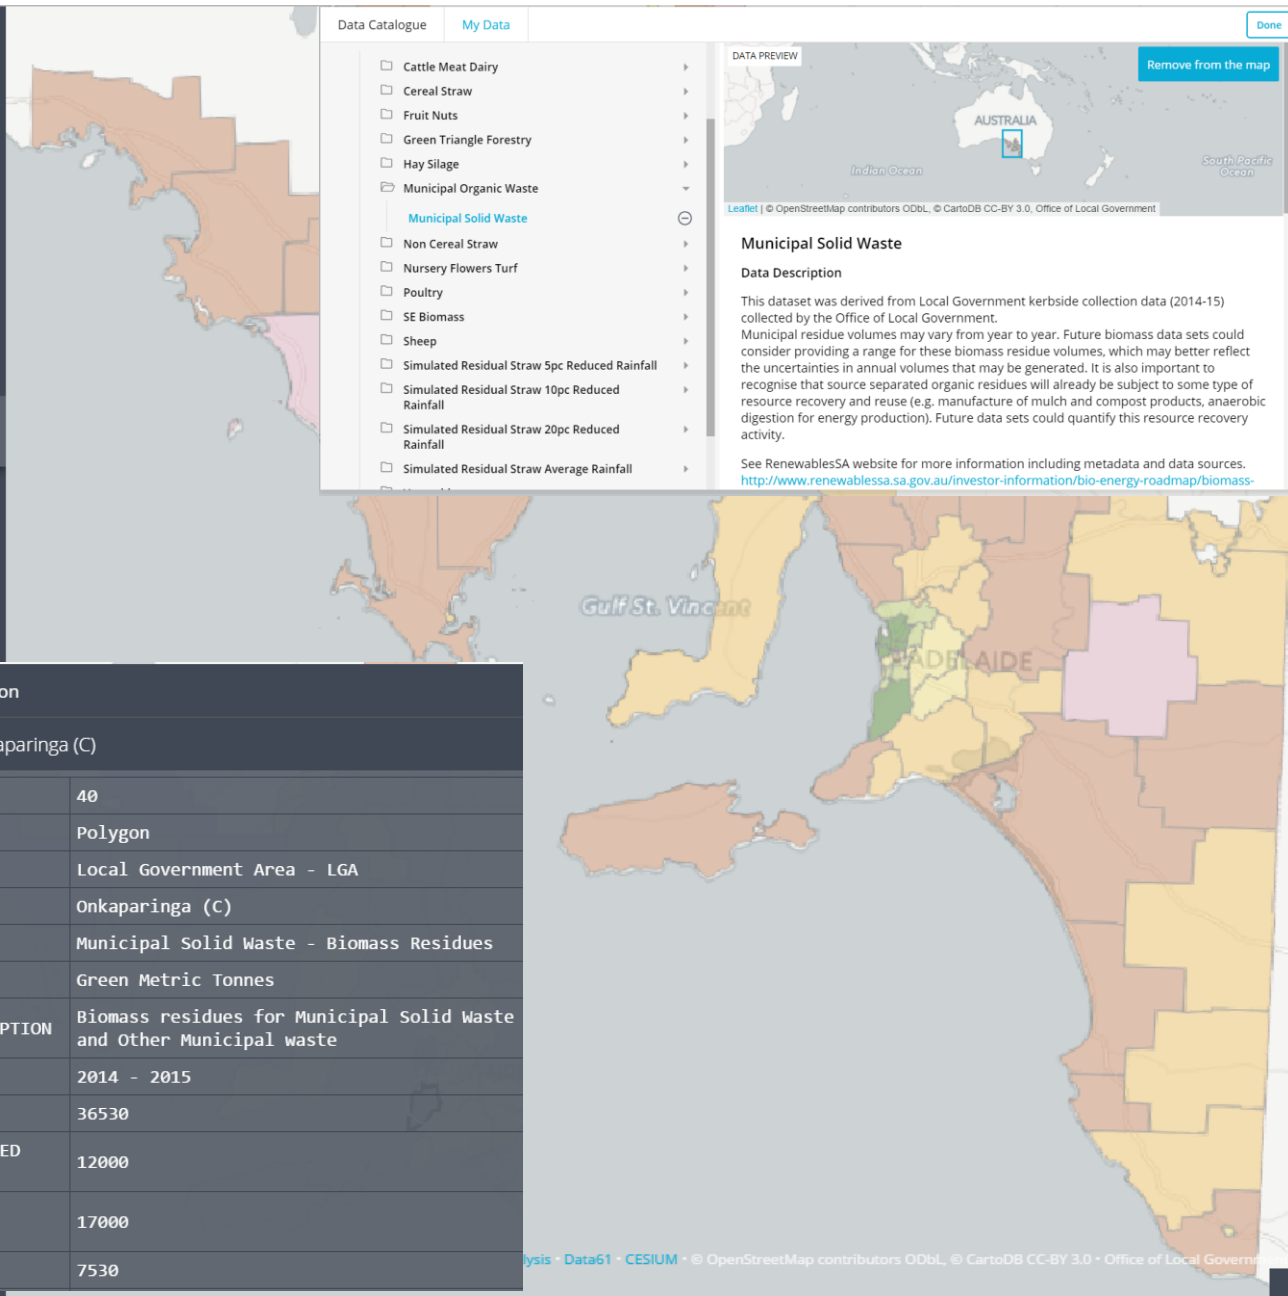 Data Catalogue
My Data
Done
Cattle Meat Dairy
Cereal Straw
Fruit Nuts
Green Triangle Forestry
Hay Silage
Municipal Organic Waste
Municipal Solid Waste
Non Cereal Straw
Nursery Flowers Turf
Poultry
SE Biomass
Sheep
Simulated Residual Straw 5pc Reduced Rainfall
Simulated Residual Straw 10pc Reduced
Rainfall
Simulated Residual Straw 20pc Reduced
Rainfall
Simulated Residual Straw Average Rainfall
DATA PREVIEW
Remove from the map
AUSTRALIA
Indian Ocean
South Pacific
Ocean
Leaflet | © OpenStreetMap contributors ODbL, © CartoDB CC-BY 3.0, Office of Local Government
Municipal Solid Waste
Data Description
This dataset was derived from Local Government kerbside collection data (2014-15)
collected by the Office of Local Government.
Municipal residue volumes may vary from year to year. Future biomass data sets could
consider providing a range for these biomass residue volumes, which may better reflect
the uncertainties in annual volumes that may be generated. It is also important to
recognise that source separated organic residues will already be subject to some type of
resource recovery and reuse (e.g. manufacture of mulch and compost products, anaerobic
digestion for energy production). Future data sets could quantify this resource recovery
activity.
See RenewablesSA website for more information including metadata and data sources.
http://www.renewablessa.sa.gov.au/investor-information/bio-energy-roadmap/biomass-
Gulf St. Vincent
ADELAIDE
on
aparinga (C)
40
Polygon
Local Government Area - LGA
Onkaparinga (C)
Municipal Solid Waste - Biomass Residues
Green Metric Tonnes
PTION Biomass residues for Municipal Solid Waste
and Other Municipal waste
2014 - 2015
36530
ED
12000
17000
7530
lysis · Data61 · CESIUM · © OpenStreetMap contributors ODbL, © CartoDB CC-BY 3.0 · Office of Local Governm